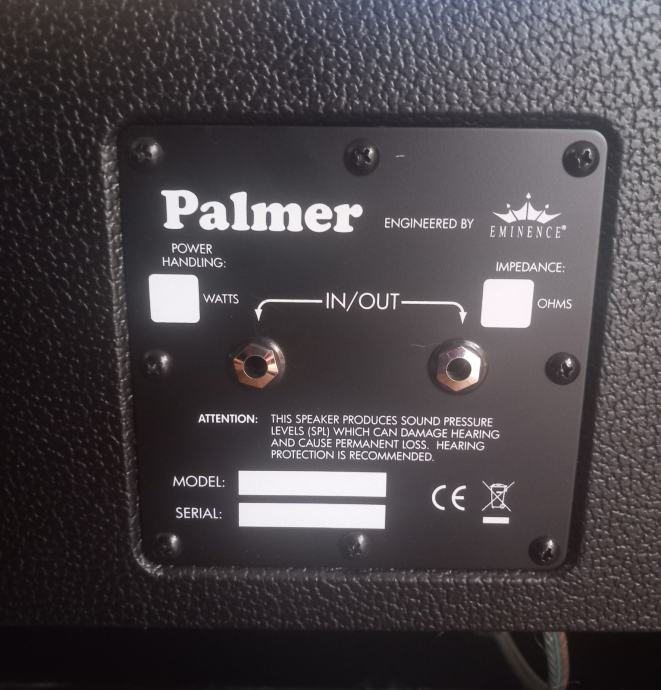 Palmer
ENGINEERED BY
EMINENCE®
POWER
HANDLING:
WATTS
IN/OUT
IMPEDANCE:
OHMS
ATTENTION: THIS SPEAKER PRODUCES SOUND PRESSURE
LEVELS (SPL) WHICH CAN DAMAGE HEARING
AND CAUSE PERMANENT LOSS. HEARING
PROTECTION IS RECOMMENDED.
MODEL:
SERIAL:
CE